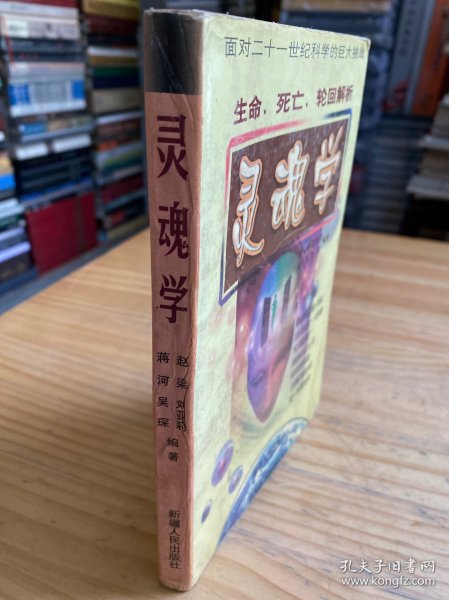 面对二十一世纪科学的巨大挑战
生命、死亡、轮回解析
灵魂学
灵魂学
赵梁 刘亚莉
蒋河 吴琛 编著
新疆人民出版社
孔夫子旧书网
www.kongfz.com